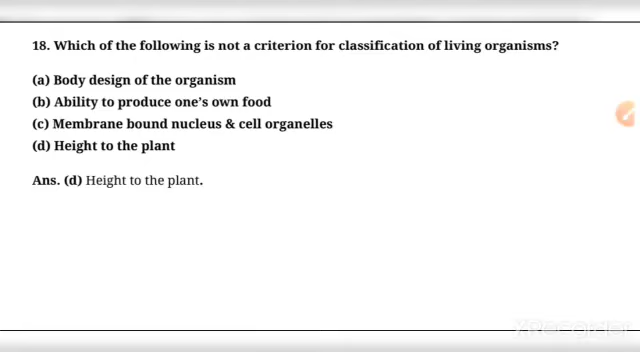 18. Which of the following is not a criterion for classification of living organisms?
(a) Body design of the organism
(b) Ability to produce one’s own food
(c) Membrane bound nucleus & cell organelles
(d) Height to the plant
Ans. (d) Height to the plant.